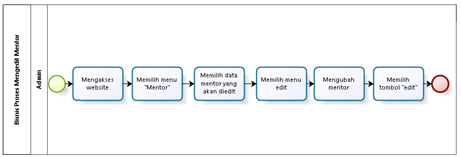 Bisnis Proses Mengedit Mentor
Admin
Mengakses
website
Memilih menu
"Mentor"
Memilih data
mentor yang
akan diedit
Memilih menu
edit
Mengubah
mentor
Memilih
tombol "edit"